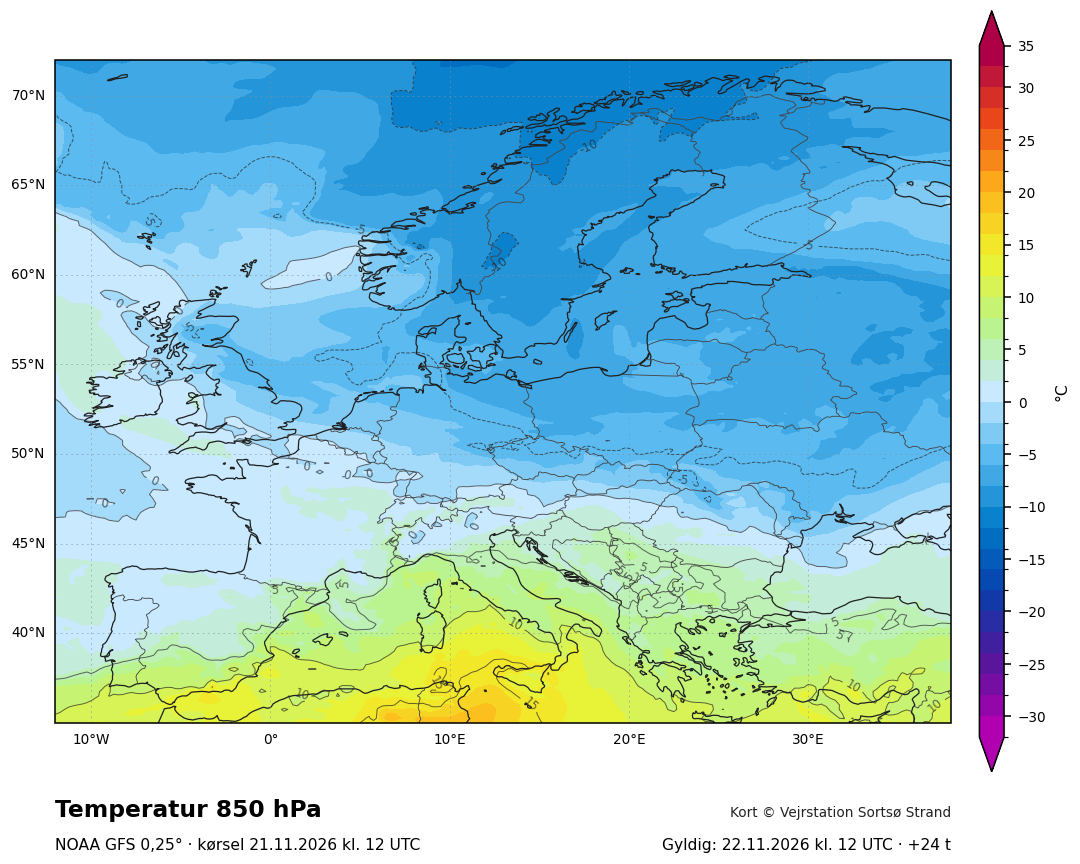 70°N
65°N
60°N
55°N
50°N
45°N
40°N
10°W
0°
10°E
20°E
30°E
35
30
25
20
15
10
5
0
−5
−10
−15
−20
−25
−30
°C
Temperatur 850 hPa
Kort © Vejrstation Sortsø Strand
NOAA GFS 0,25° · kørsel 21.11.2026 kl. 12 UTC
Gyldig: 22.11.2026 kl. 12 UTC · +24 t